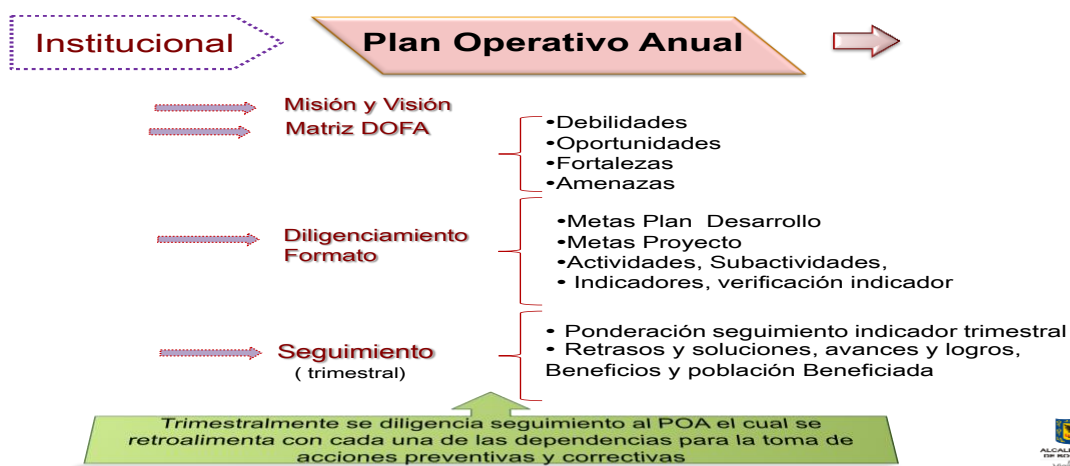 Institucional
Plan Operativo Anual
Misión y Visión
Matriz DOFA
•Debilidades
•Oportunidades
•Fortalezas
•Amenazas
Diligenciamiento
Formato
•Metas Plan Desarrollo
•Metas Proyecto
•Actividades, Subactividades,
• Indicadores, verificación indicador
Seguimiento
( trimestral)
• Ponderación seguimiento indicador trimestral
• Retrasos y soluciones, avances y logros,
Beneficios y población Beneficiada
Trimestralmente se diligencia seguimiento al POA el cual se
retroalimenta con cada una de las dependencias para la toma de
acciones preventivas y correctivas